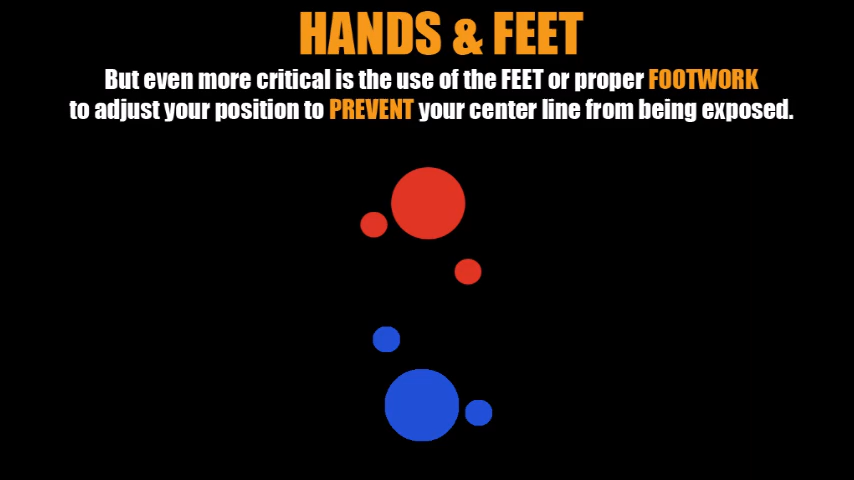 HANDS & FEET
But even more critical is the use of the FEET or proper FOOTWORK
to adjust your position to PREVENT your center line from being exposed.